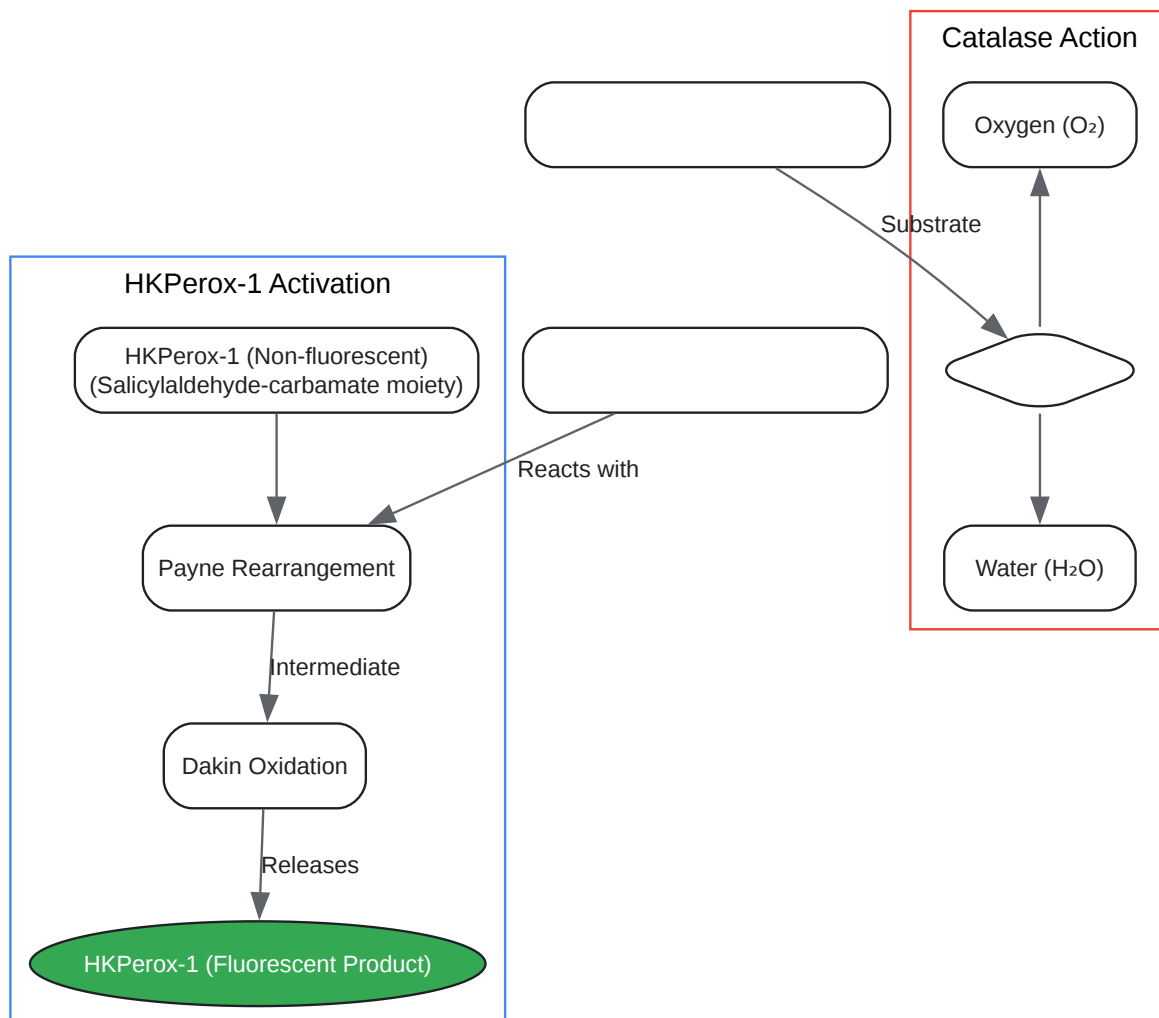 Catalase Action
Oxygen (O₂)
Substrate
HKPerox-1 Activation
HKPerox-1 (Non-fluorescent)
(Salicylaldehyde-carbamate moiety)
Reacts with
Payne Rearrangement
Water (H₂O)
Intermediate
Dakin Oxidation
Releases
HKPerox-1 (Fluorescent Product)